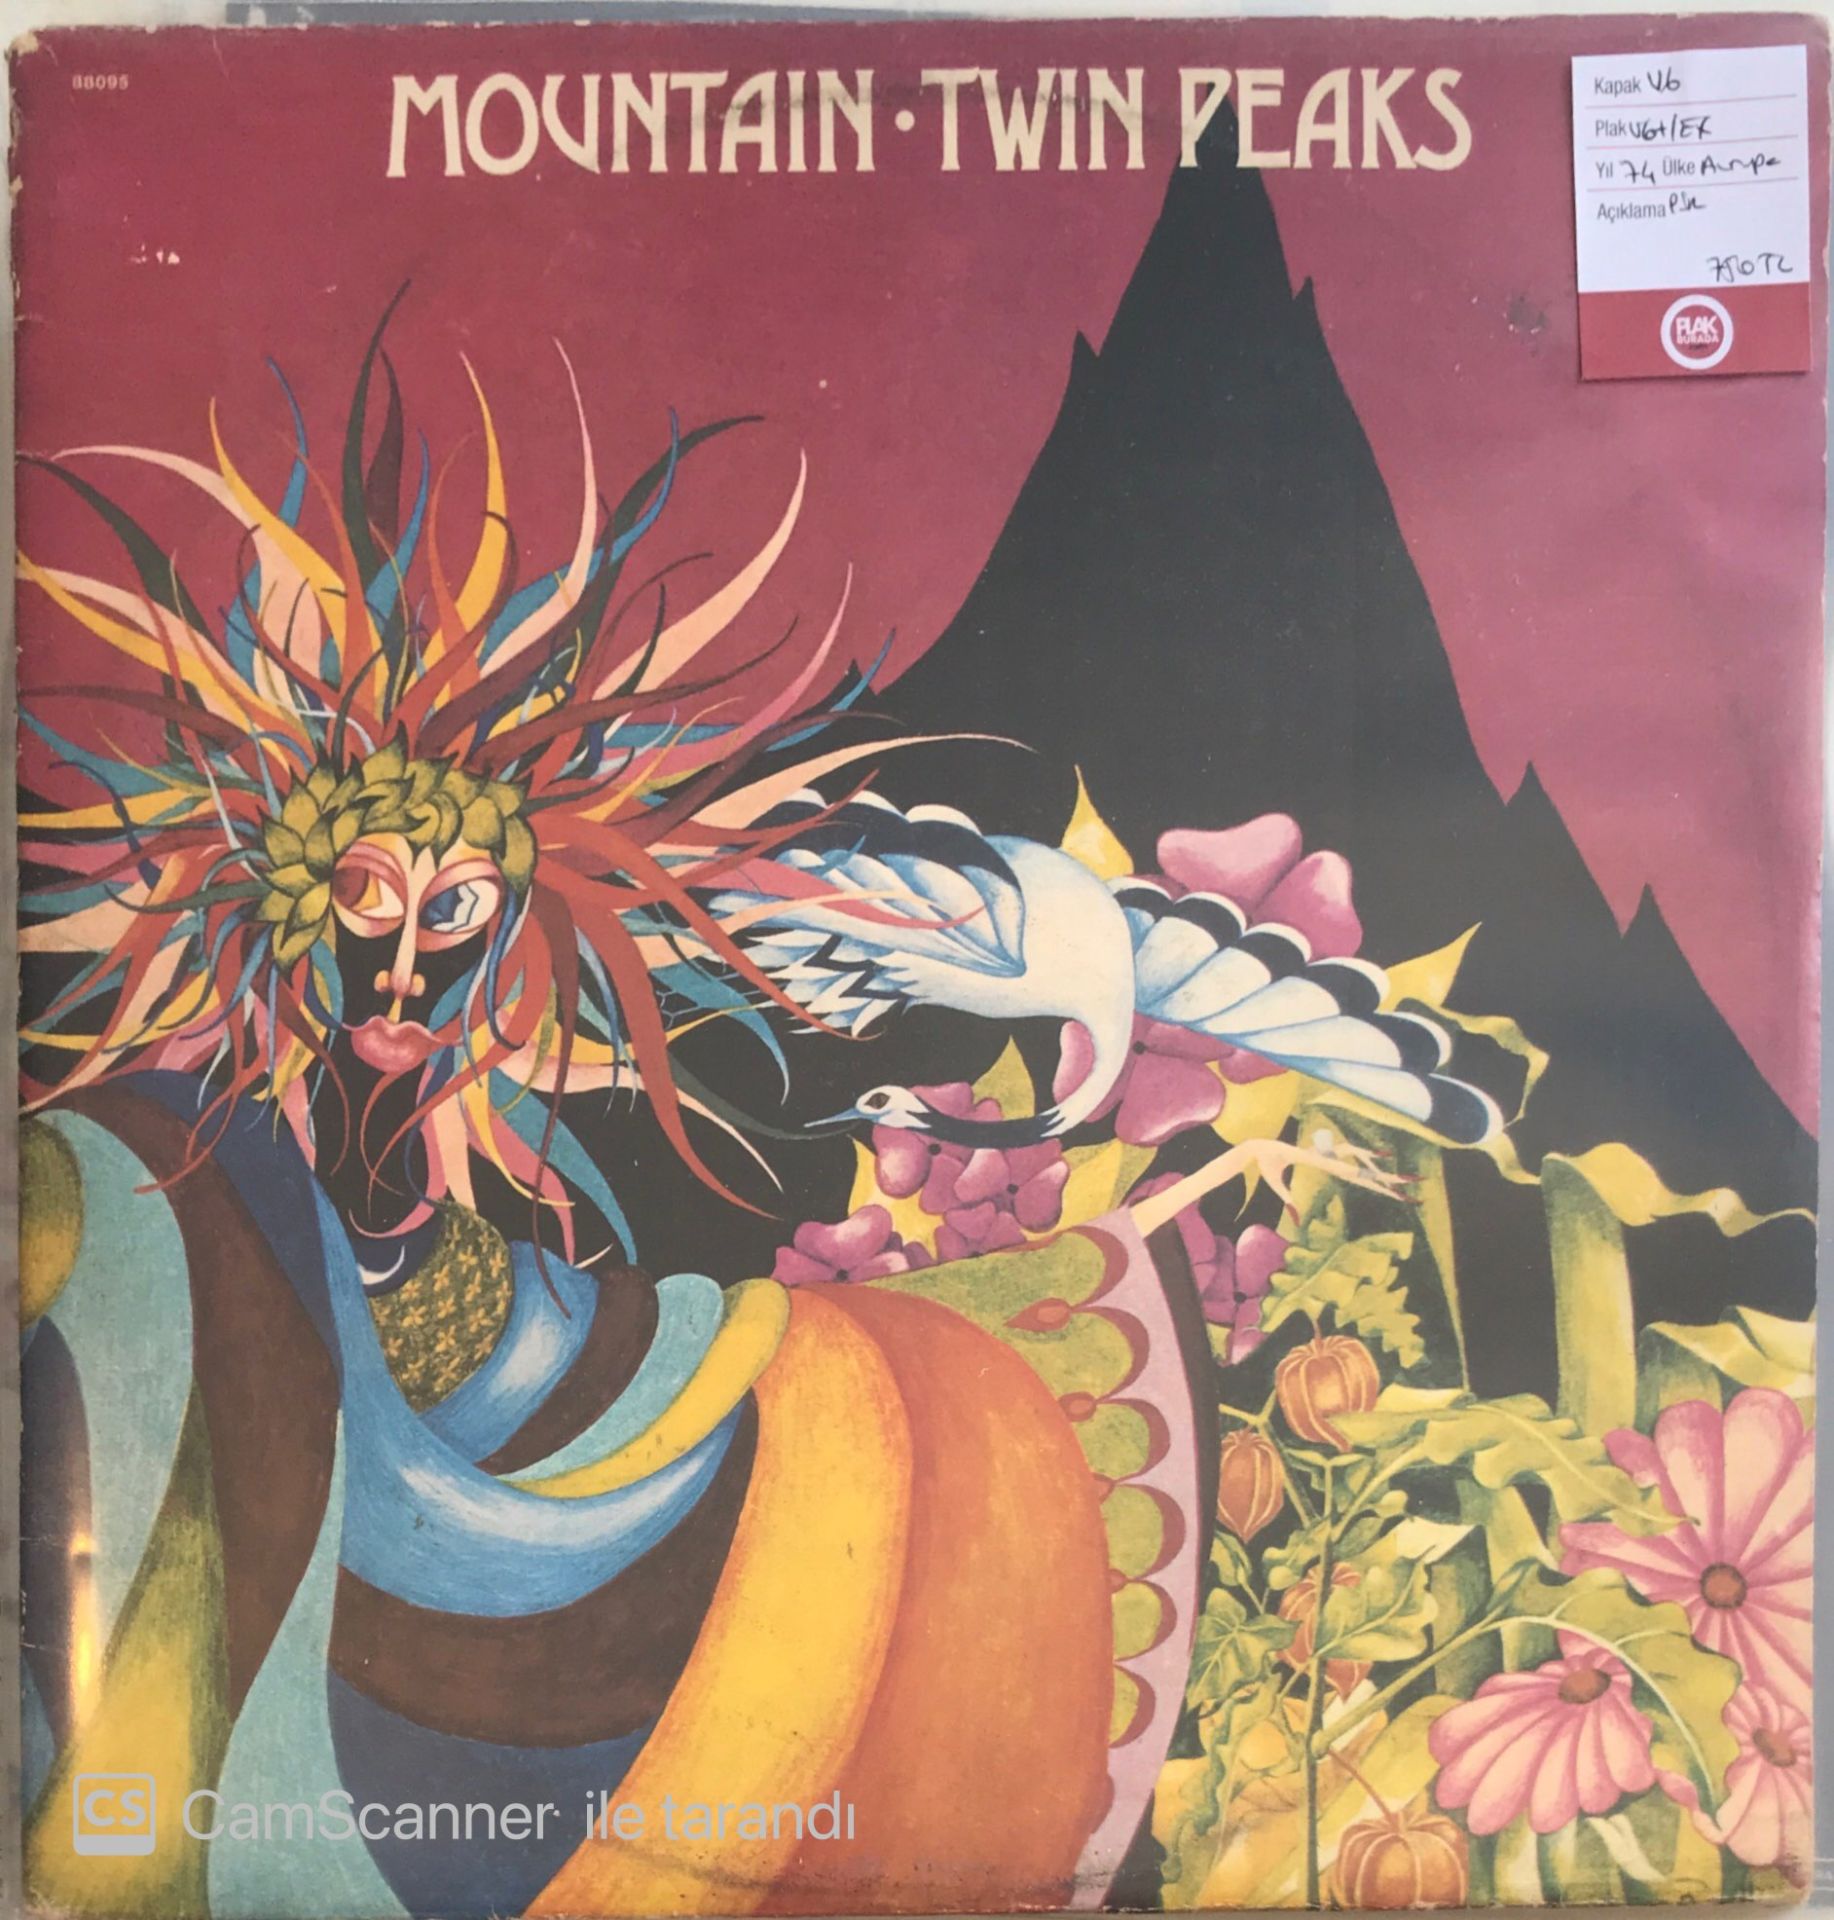 88095
MOUNTAIN • TWIN PEAKS
Kapak VG
Plak VG+/EX
Yıl 74 Ülke Avrupa
Açıklama
750 TL
PLAK
BURADA
CS CamScanner ile tarandı